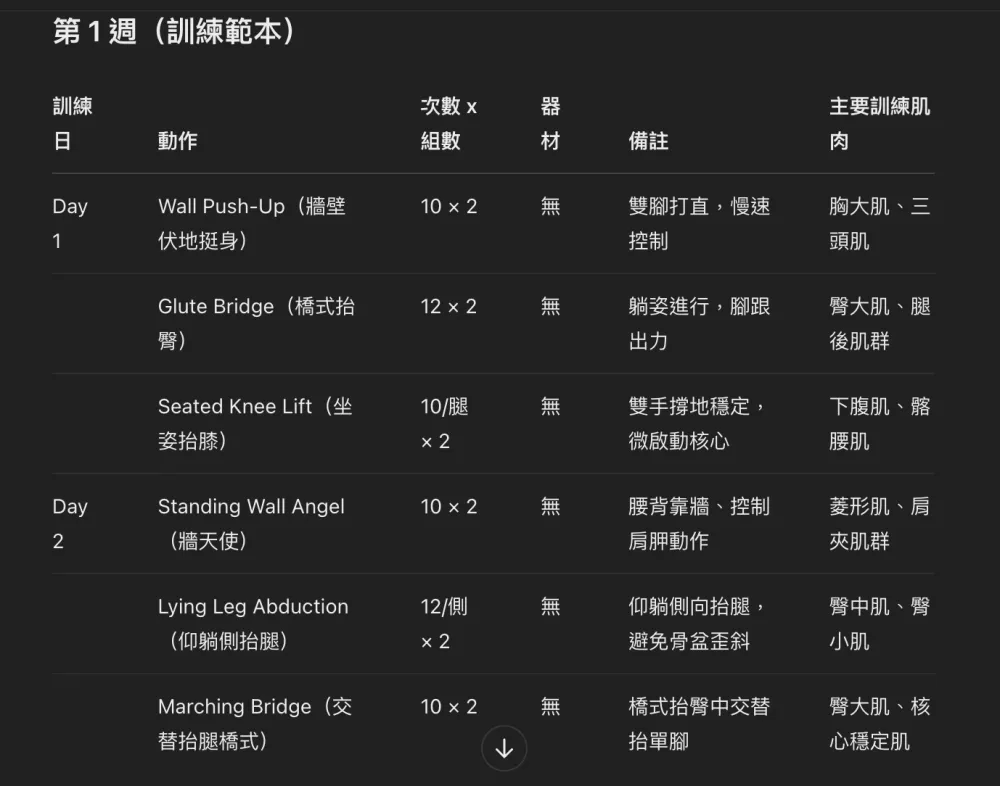 第 1 週（訓練範本）
訓練日 動作 次數 x 組數 器材 備註 主要訓練肌肉
Day 1 Wall Push-Up（牆壁伏地挺身） 10 × 2 無 雙腳打直，慢速控制 胸大肌、三頭肌
Glute Bridge（橋式抬臀） 12 × 2 無 躺姿進行，腳跟出力 臀大肌、腿後肌群
Seated Knee Lift（坐姿抬膝） 10/腿 × 2 無 雙手撐地穩定，微啟動核心 下腹肌、髂腰肌
Day 2 Standing Wall Angel（牆天使） 10 × 2 無 腰背靠牆、控制肩胛動作 菱形肌、肩夾肌群
Lying Leg Abduction（仰躺側抬腿） 12/側 × 2 無 仰躺側向抬腿，避免骨盆歪斜 臀中肌、臀小肌
Marching Bridge（交替抬腿橋式） 10 × 2 無 橋式抬臀中交替抬單腳 臀大肌、核心穩定肌